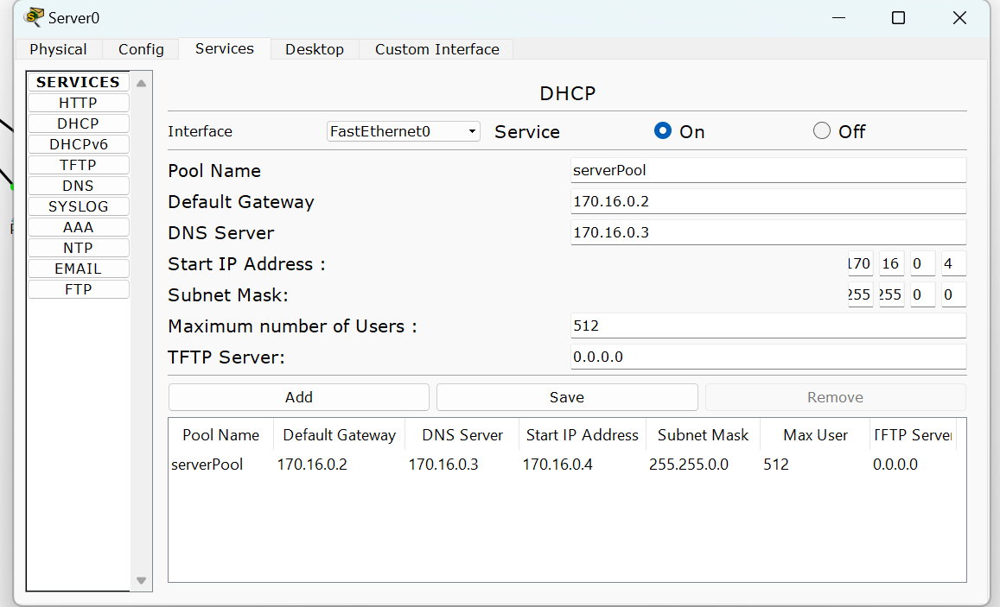 Server0
Physical Config Services Desktop Custom Interface
SERVICES
HTTP
DHCP
DHCPv6
TFTP
DNS
SYSLOG
AAA
NTP
EMAIL
FTP
DHCP
Interface FastEthernet0 Service On Off
Pool Name serverPool
Default Gateway 170.16.0.2
DNS Server 170.16.0.3
Start IP Address : 170 16 0 4
Subnet Mask: 255 255 0 0
Maximum number of Users : 512
TFTP Server: 0.0.0.0
Add Save Remove
Pool Name Default Gateway DNS Server Start IP Address Subnet Mask Max User TFTP Server
serverPool 170.16.0.2 170.16.0.3 170.16.0.4 255.255.0.0 512 0.0.0.0